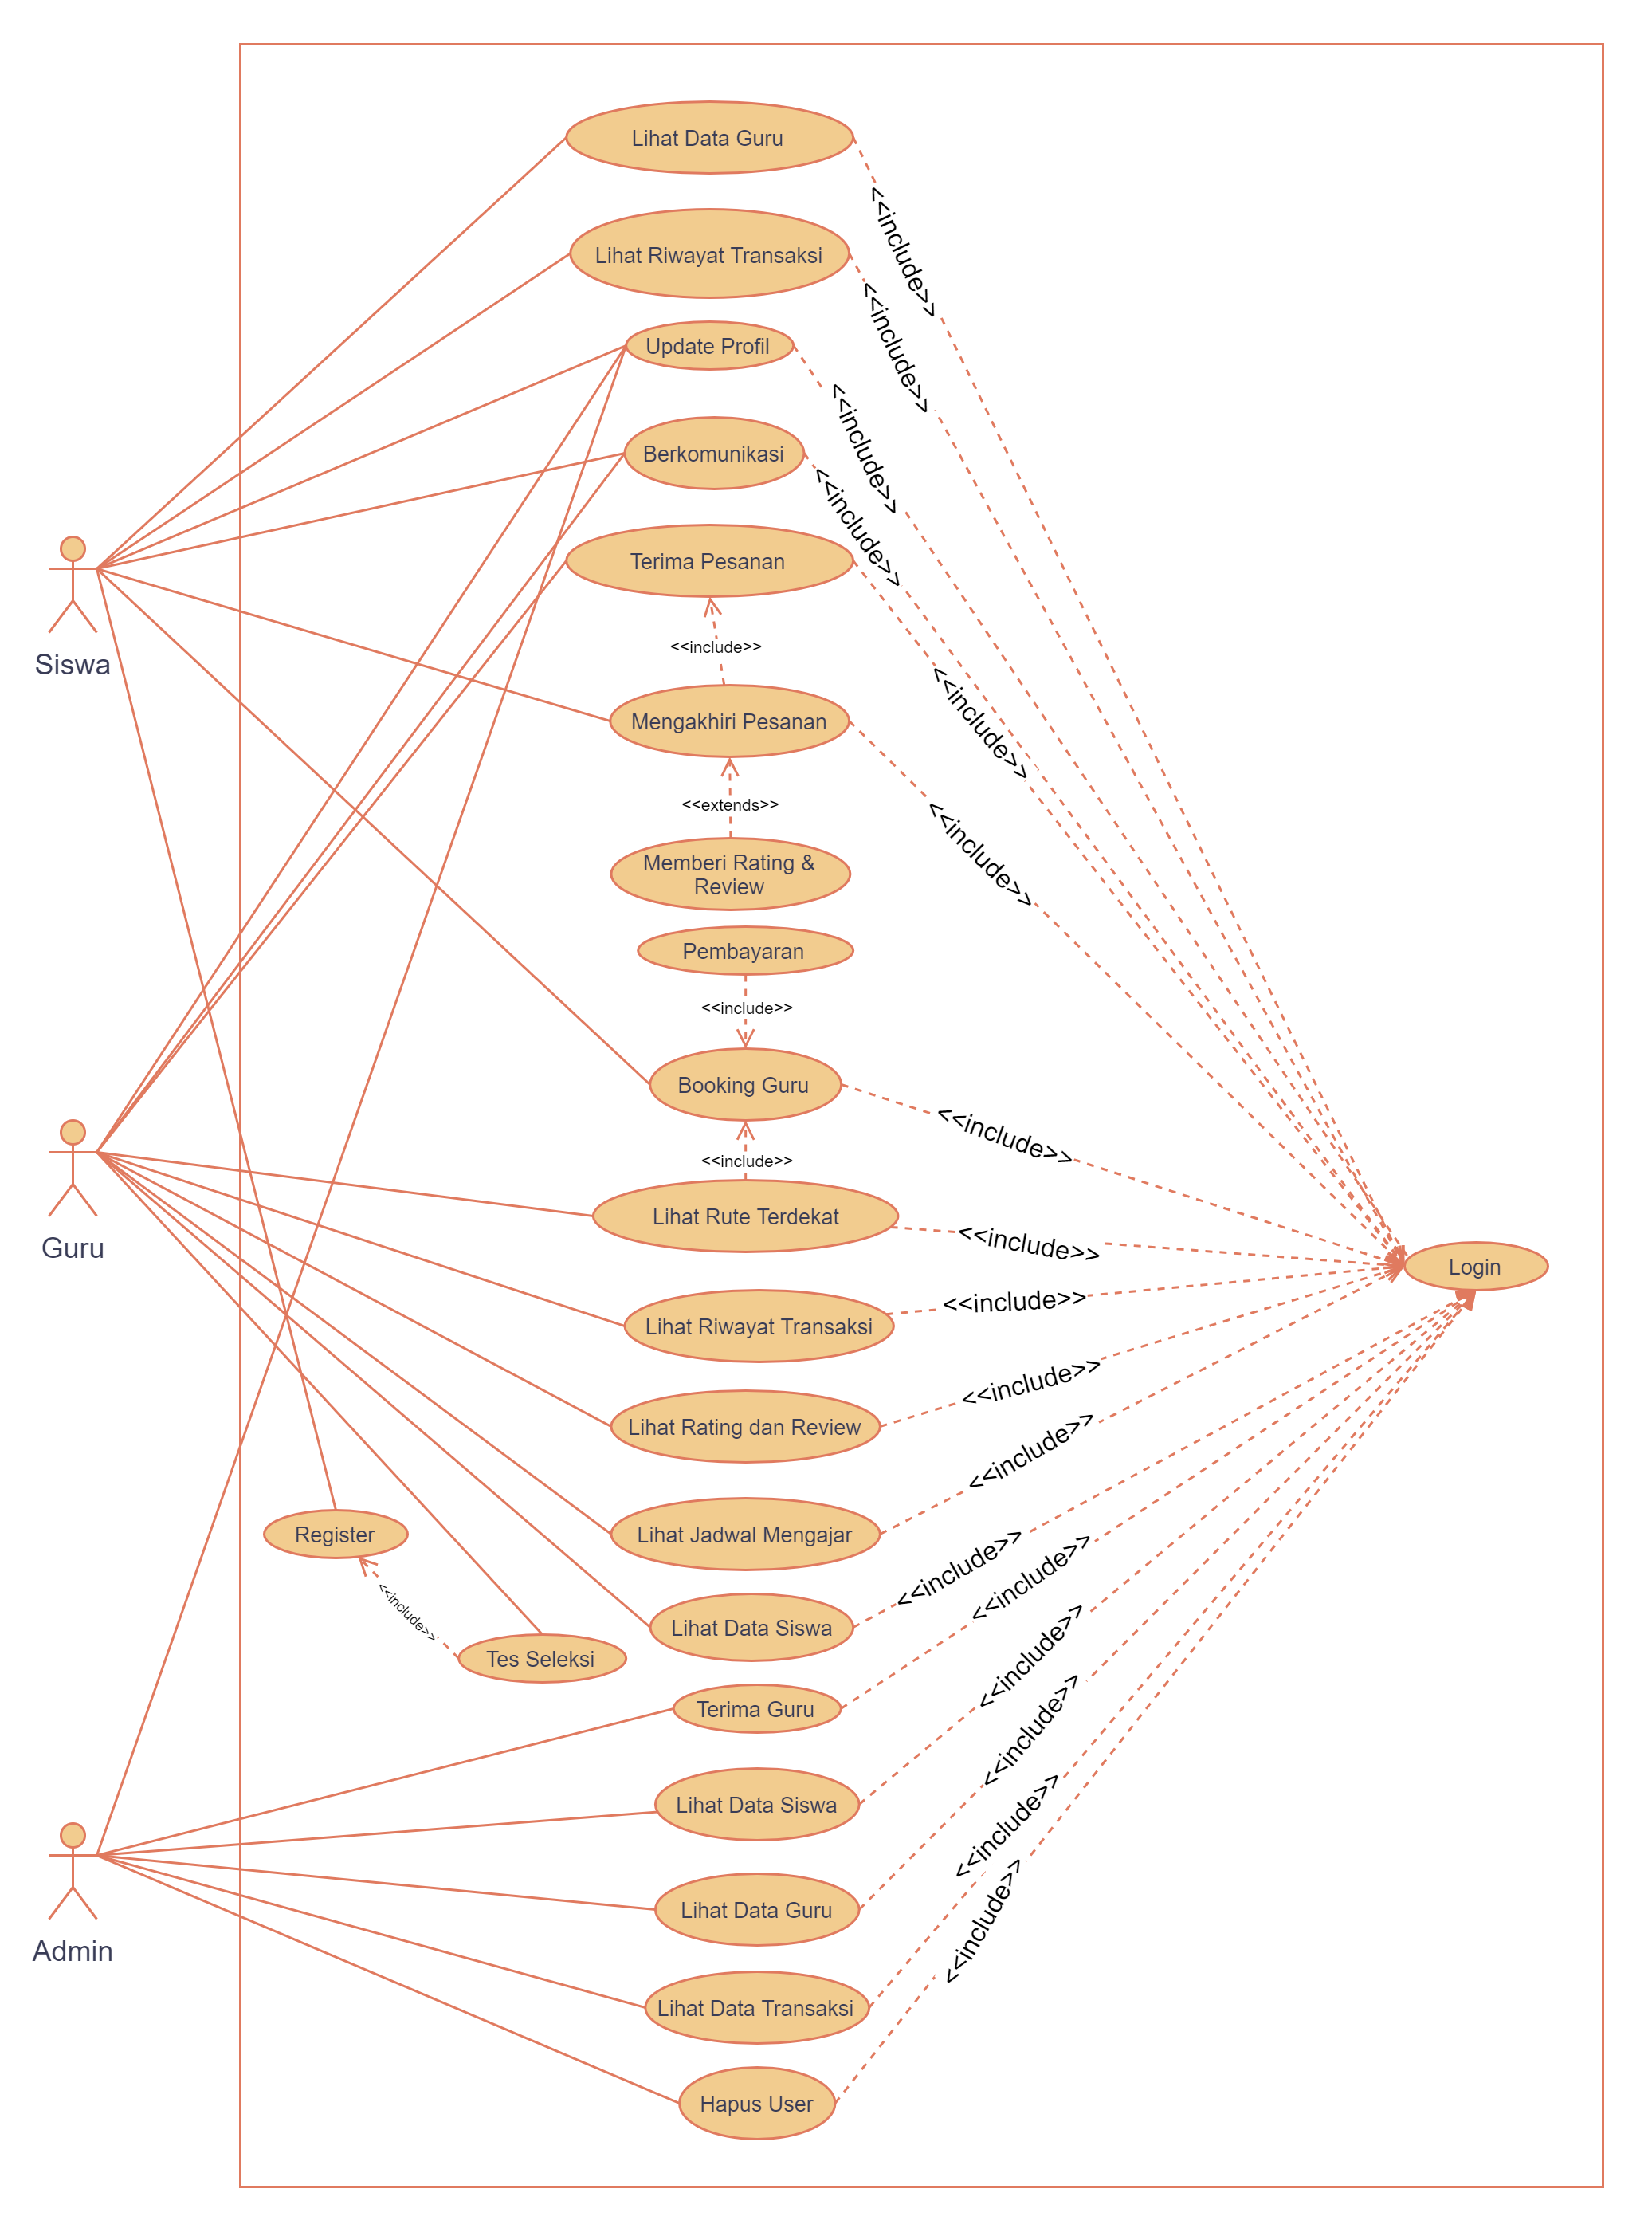 Lihat Data Guru
<<include>>
Lihat Riwayat Transaksi
<<include>>
Update Profil
<<include>>
Berkomunikasi
<<include>>
Terima Pesanan
<<include>>
<<include>>
Siswa
Mengakhiri Pesanan
<<include>>
<<extends>>
Memberi Rating &
Review
Pembayaran
<<include>>
Booking Guru
<<include>>
<<include>>
Lihat Rute Terdekat
<<include>>
Guru
Login
<<include>>
Lihat Riwayat Transaksi
<<include>>
Lihat Rating dan Review
<<include>>
Register
Lihat Jadwal Mengajar
<<include>>
<<include>>
<<include>>
Lihat Data Siswa
Tes Seleksi
<<include>>
Terima Guru
<<include>>
Lihat Data Siswa
<<include>>
Lihat Data Guru
<<include>>
Admin
Lihat Data Transaksi
Hapus User